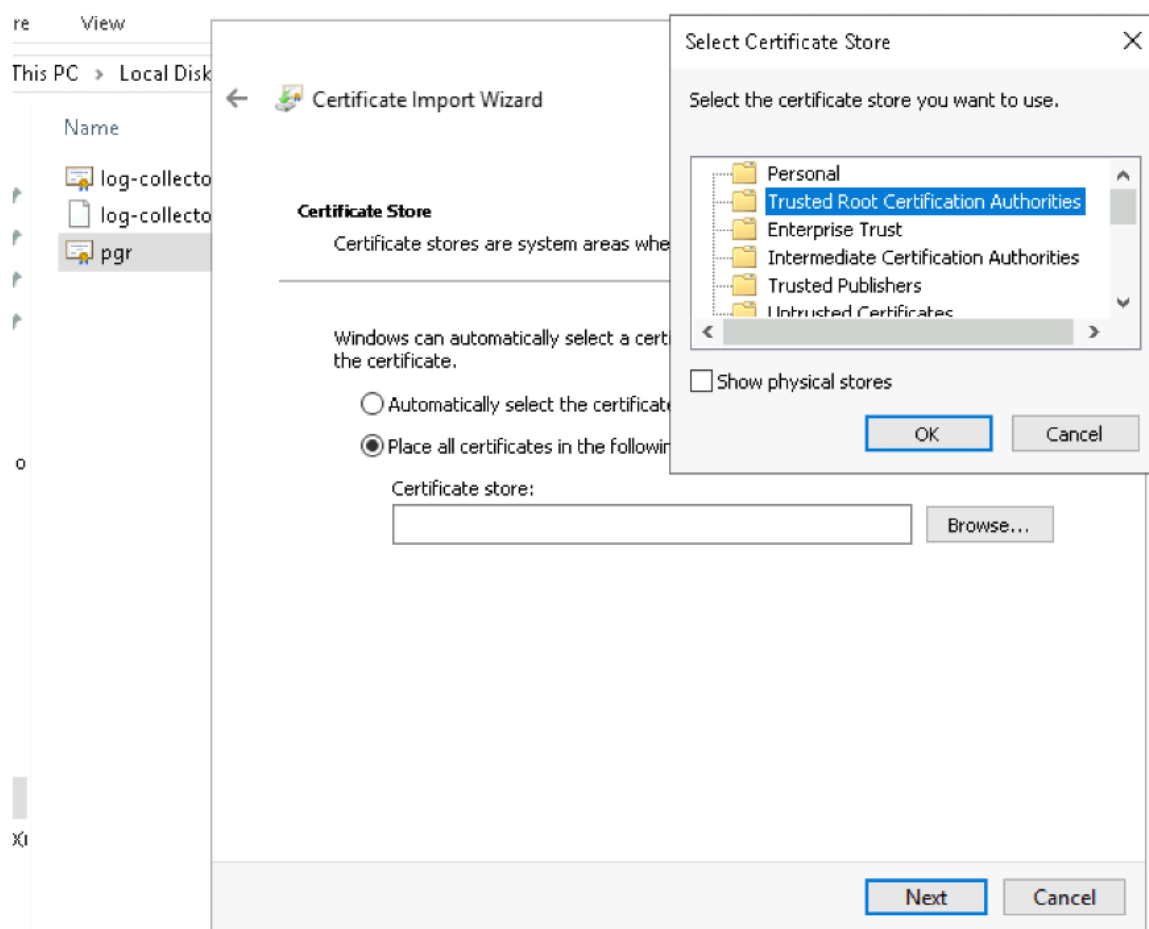 re View
This PC > Local Disk
Name
log-collecto
log-collecto
pgr
o
Certificate Import Wizard
Certificate Store
Certificate stores are system areas whe
Windows can automatically select a certi
the certificate.
Automatically select the certificate
Place all certificates in the followin
Certificate store:
Browse...
Next
Cancel
Select Certificate Store
Select the certificate store you want to use.
Personal
Trusted Root Certification Authorities
Enterprise Trust
Intermediate Certification Authorities
Trusted Publishers
Untrusted Certificates
Show physical stores
OK
Cancel